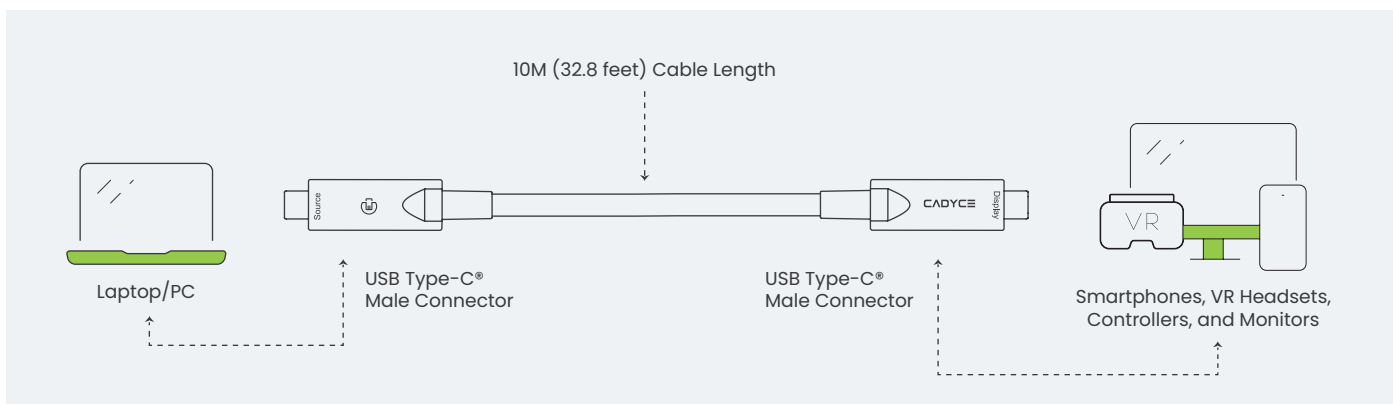 10M (32.8 feet) Cable Length
Source
CADYCE
Display
VR
Laptop/PC
USB Type-C®
Male Connector
USB Type-C®
Male Connector
Smartphones, VR Headsets,
Controllers, and Monitors